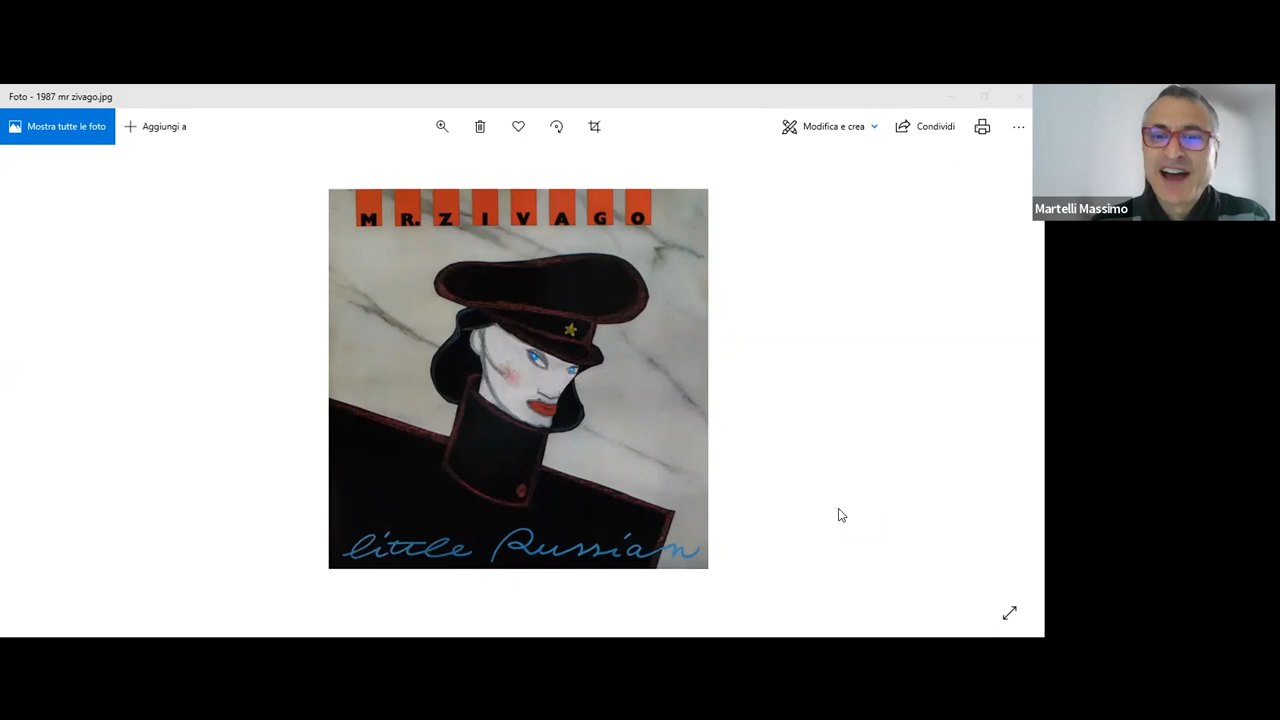 Foto - 1987 mr zivago.jpg
Mostra tutte le foto
Aggiungi a
Modifica e crea
Condividi
MR. ZIVAGO
little Russian
Martelli Massimo